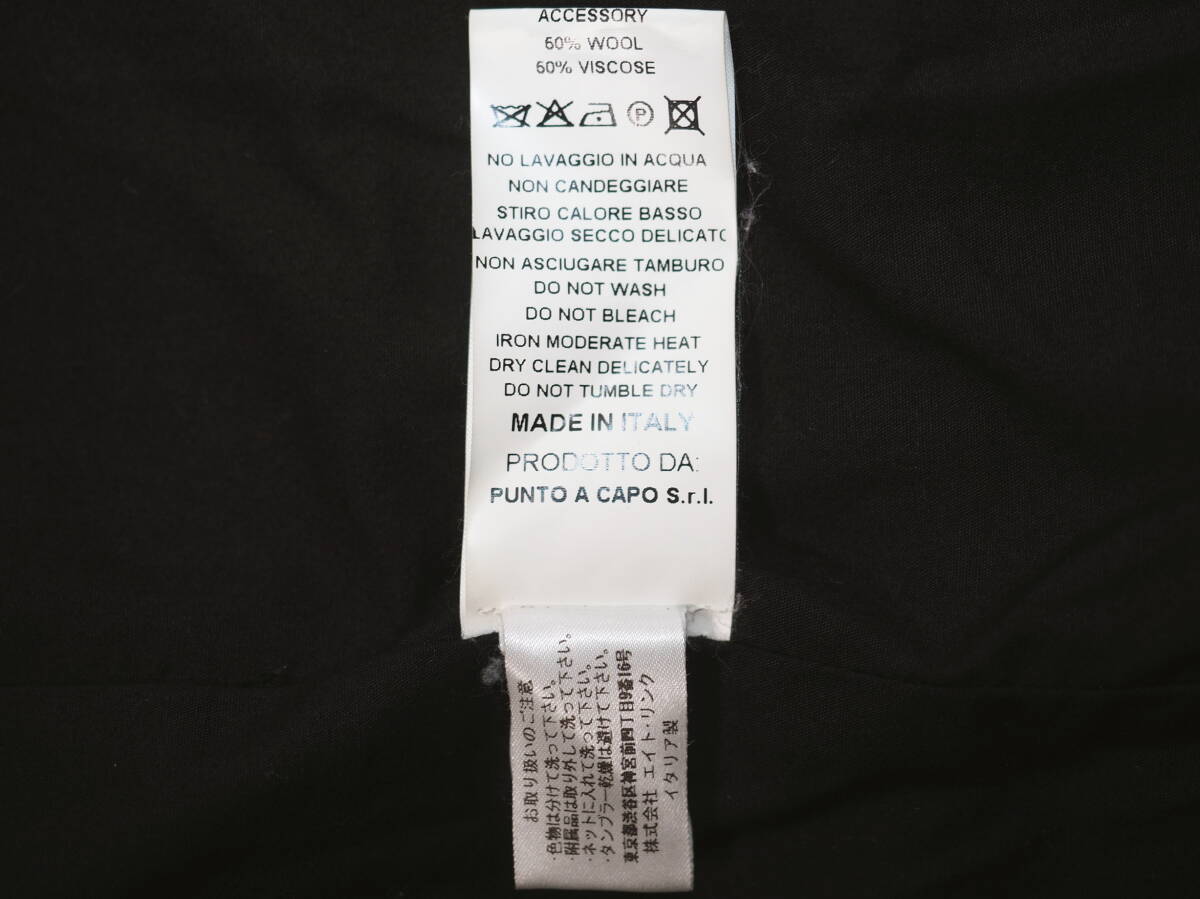 ACCESSORY
60% WOOL
60% VISCOSE
P
NO LAVAGGIO IN ACQUA
NON CANDEGGIARE
STIRO CALORE BASSO
LAVAGGIO SECCO DELICATO
NON ASCIUGARE TAMBURO
DO NOT WASH
DO NOT BLEACH
IRON MODERATE HEAT
DRY CLEAN DELICATELY
DO NOT TUMBLE DRY
MADE IN ITALY
PRODOTTO DA:
PUNTO A CAPO S.r.l.
お取り扱いのご注意
・色物は分けて洗って下さい。
・附属品は取り外して洗って下さい。
・ネットに入れて洗って下さい。
・タンブラー乾燥は避けて下さい。
東京都渋谷区神宮前四丁目9番16号
株式会社 エイト・リンク
イタリア製